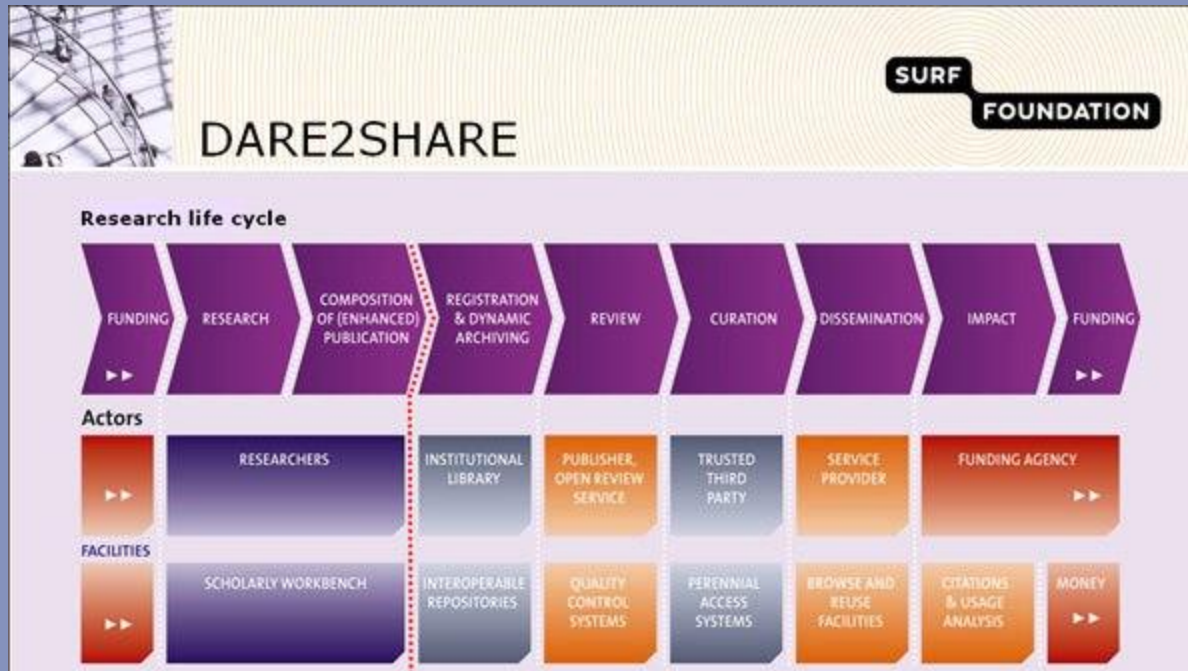 SURF
FOUNDATION
DARE2SHARE
Research life cycle
FUNDING
RESEARCH
COMPOSITION
OF (ENHANCED)
PUBLICATION
REGISTRATION
& DYNAMIC
ARCHIVING
REVIEW
CURATION
DISSEMINATION
IMPACT
FUNDING
Actors
RESEARCHERS
INSTITUTIONAL
LIBRARY
PUBLISHER,
OPEN REVIEW
SERVICE
TRUSTED
THIRD
PARTY
SERVICE
PROVIDER
FUNDING AGENCY
FACILITIES
SCHOLARLY WORKBENCH
INTEROPERABLE
REPOSITORIES
QUALITY
CONTROL
SYSTEMS
PERENNIAL
ACCESS
SYSTEMS
BROWSE AND
REUSE
FACILITIES
CITATIONS
& USAGE
ANALYSIS
MONEY